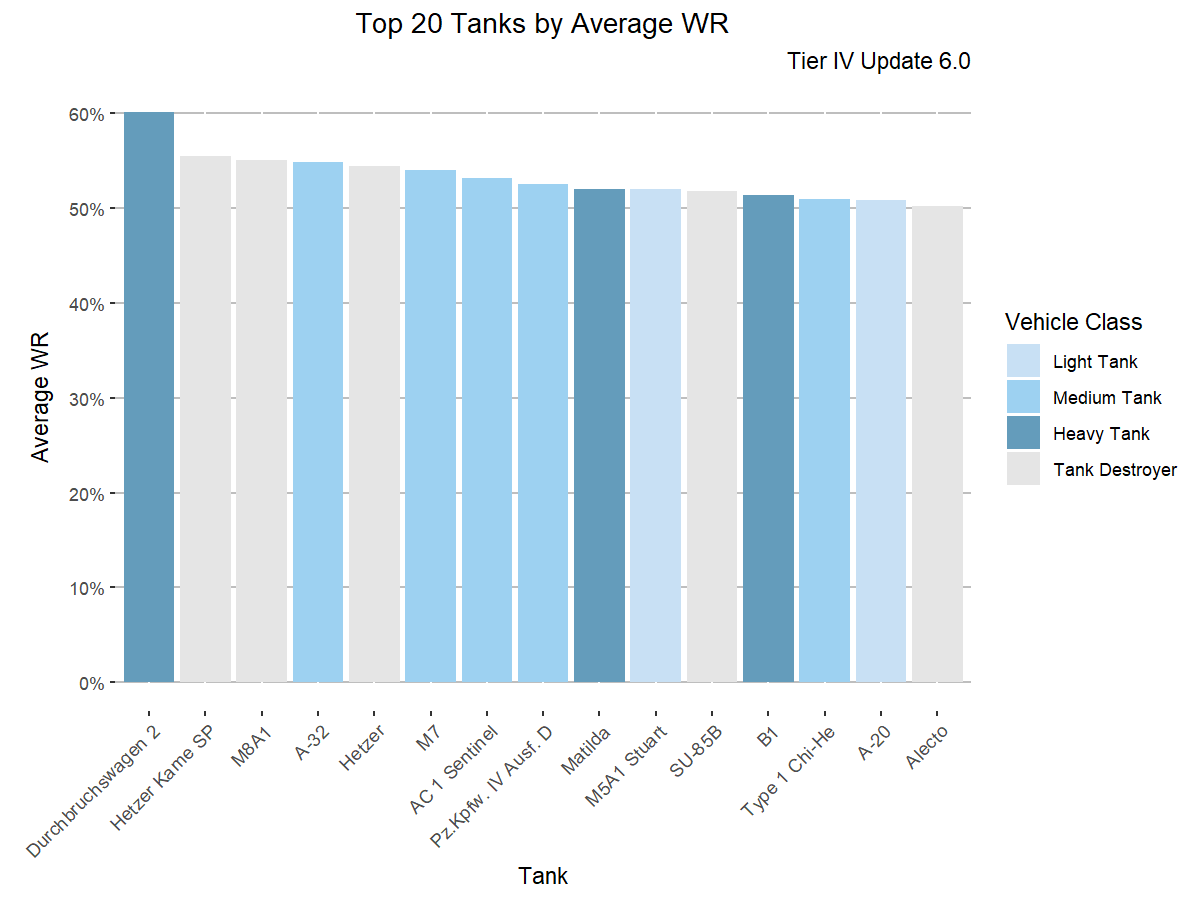 Top 20 Tanks by Average WR
Tier IV Update 6.0
Average WR
60%
50%
40%
30%
20%
10%
0%
Durchbruchswagen 2
Hetzer Kame SP
M8A1
A-32
Hetzer
M7
AC 1 Sentinel
Pz.Kpfw. IV Ausf. D
Matilda
M5A1 Stuart
SU-85B
B1
Type 1 Chi-He
A-20
Alecto
Tank
Vehicle Class
Light Tank
Medium Tank
Heavy Tank
Tank Destroyer